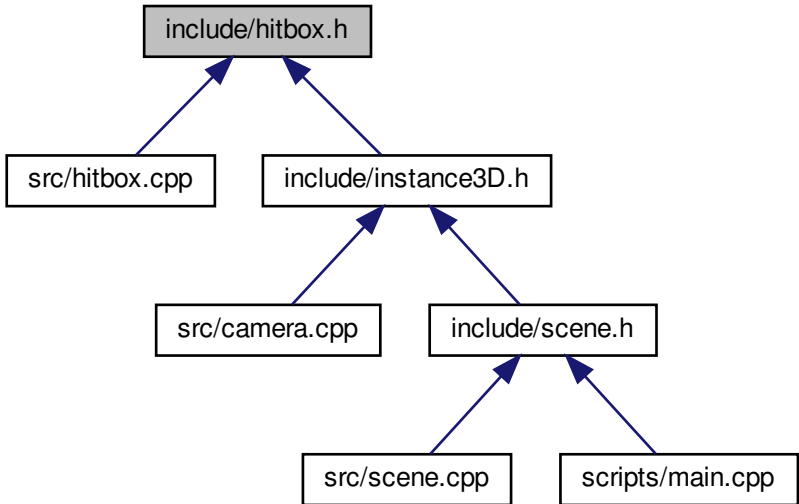 include/hitbox.h
src/hitbox.cpp
include/instance3D.h
src/camera.cpp
include/scene.h
src/scene.cpp
scripts/main.cpp